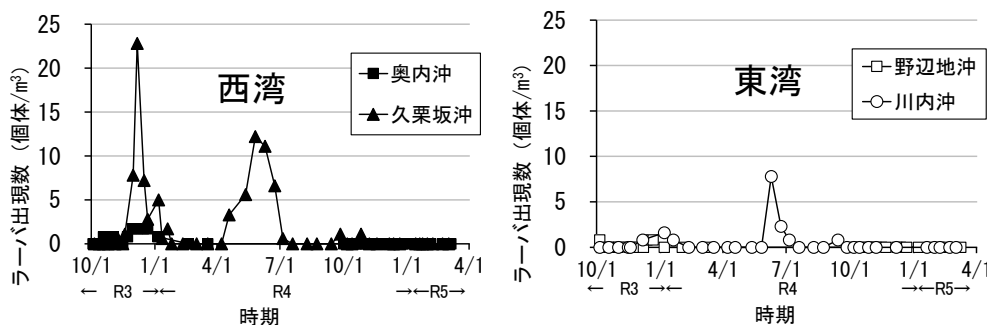 25
20
15
10
5
0
ラーバ出現数（個体/m³）
西湾
奥内沖
久栗坂沖
10/1 1/1 4/1 7/1 10/1 1/1 4/1
← R3 →← R4 →←R5→
時期
25
20
15
10
5
0
ラーバ出現数（個体/m³）
東湾
野辺地沖
川内沖
10/1 1/1 4/1 7/1 10/1 1/1 4/1
← R3 →← R4 →←R5→
時期